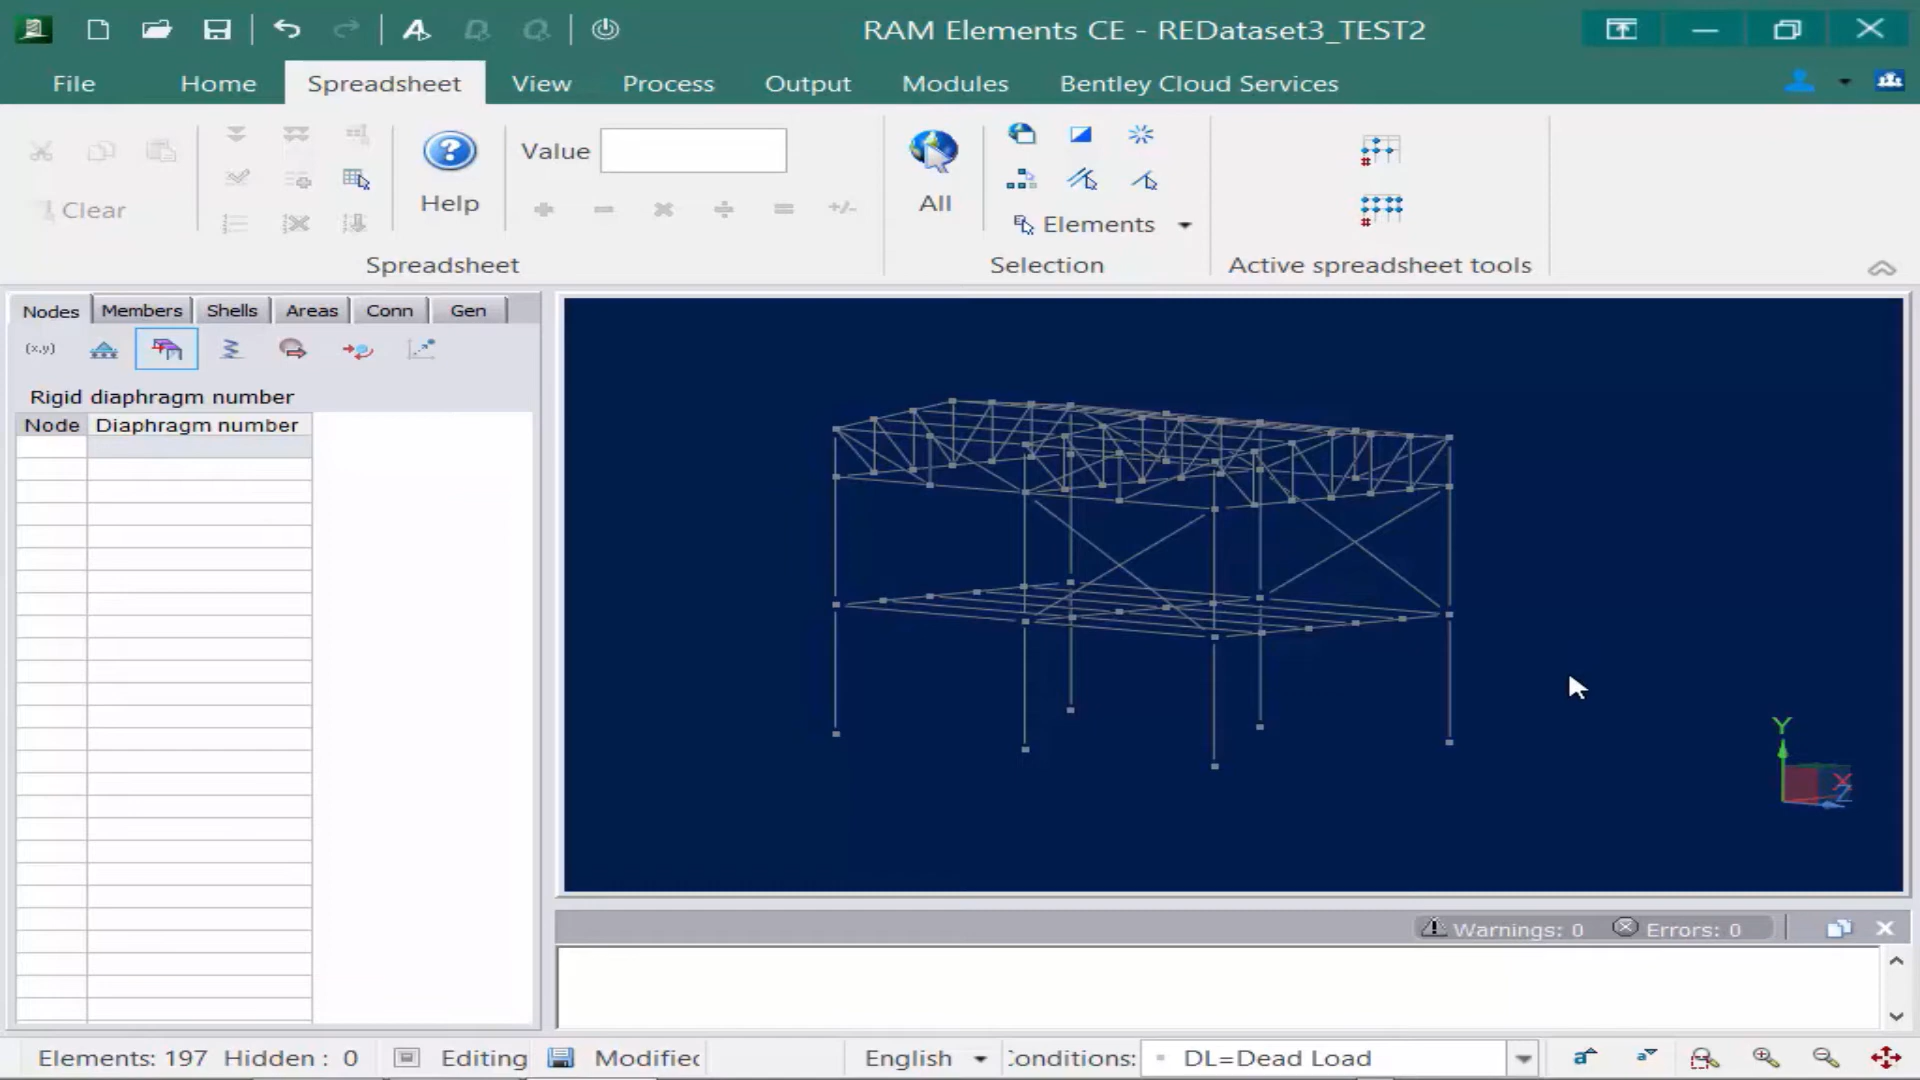 RAM Elements CE - REDataset3_TEST2
File Home Spreadsheet View Process Output Modules Bentley Cloud Services
Clear
Help
Value
All
Elements
Spreadsheet
Selection
Active spreadsheet tools
Nodes Members Shells Areas Conn Gen
(x,y)
Rigid diaphragm number
Node Diaphragm number
Y
X
Z
Warnings: 0 Errors: 0
Elements: 197 Hidden : 0 Editing Modified English Conditions: DL=Dead Load